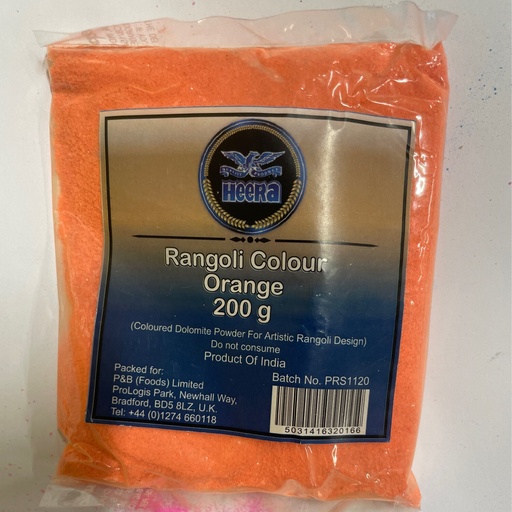 HEERA
Rangoli Colour
Orange
200 g
(Coloured Dolomite Powder For Artistic Rangoli Design)
Do not consume
Product Of India
Packed for:
P&B (Foods) Limited
ProLogis Park, Newhall Way,
Bradford, BD5 8LZ, U.K.
Tel: +44 (0)1274 660118
Batch No. PRS1120
5031416320166